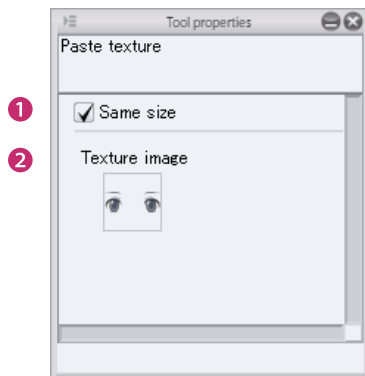 Tool properties
Paste texture
1
Same size
2
Texture image